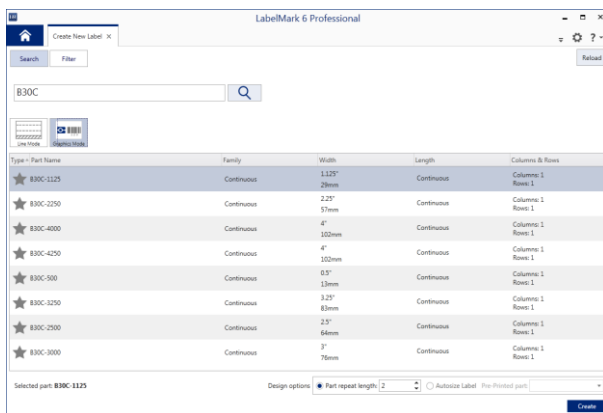 LabelMark 6 Professional
Create New Label
Search Filter Reload
B30C
Line Mode Graphics Mode
Type Part Name Family Width Length Columns & Rows
B30C-1125 Continuous 1.125" 29mm Continuous Columns: 1 Rows: 1
B30C-2250 Continuous 2.25" 57mm Continuous Columns: 1 Rows: 1
B30C-4000 Continuous 4" 102mm Continuous Columns: 1 Rows: 1
B30C-4250 Continuous 4" 102mm Continuous Columns: 1 Rows: 1
B30C-500 Continuous 0.5" 13mm Continuous Columns: 1 Rows: 1
B30C-3250 Continuous 3.25" 83mm Continuous Columns: 1 Rows: 1
B30C-2500 Continuous 2.5" 64mm Continuous Columns: 1 Rows: 1
B30C-3000 Continuous 3" 76mm Continuous Columns: 1 Rows: 1
Selected part: B30C-1125 Design options Part repeat length: 2 Autosize Label Pre-Printed part:
Create